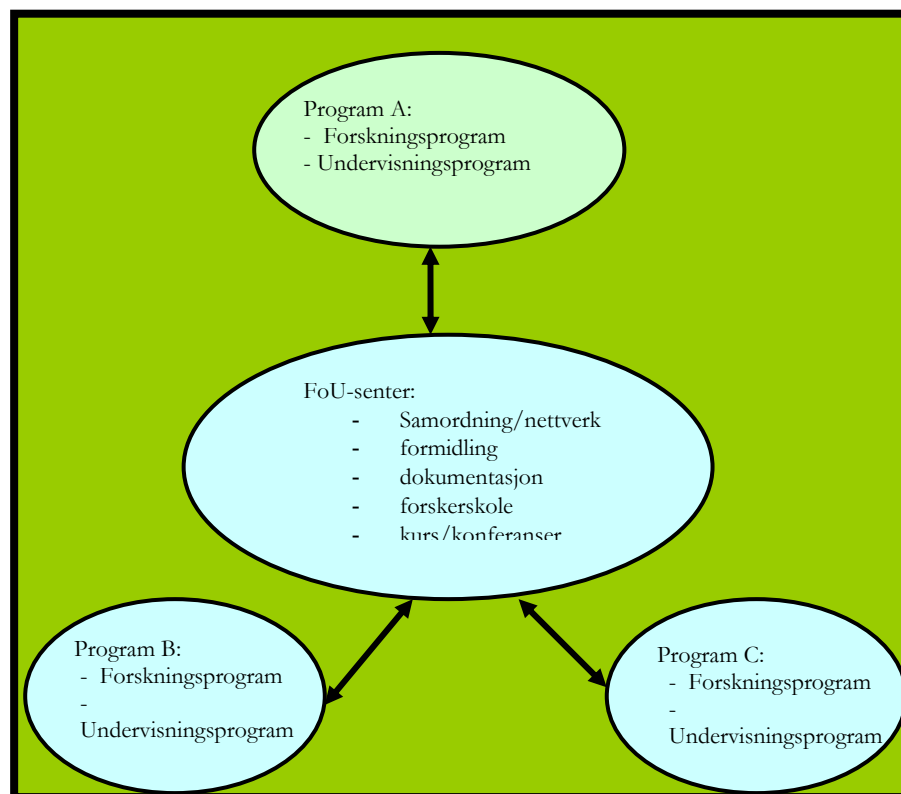 Program A:
- Forskningsprogram
- Undervisningsprogram
FoU-senter:
- Samordning/nettverk
- formidling
- dokumentasjon
- forskerskole
- kurs/konferanser
Program B:
- Forskningsprogram
-
Undervisningsprogram
Program C:
- Forskningsprogram
-
Undervisningsprogram